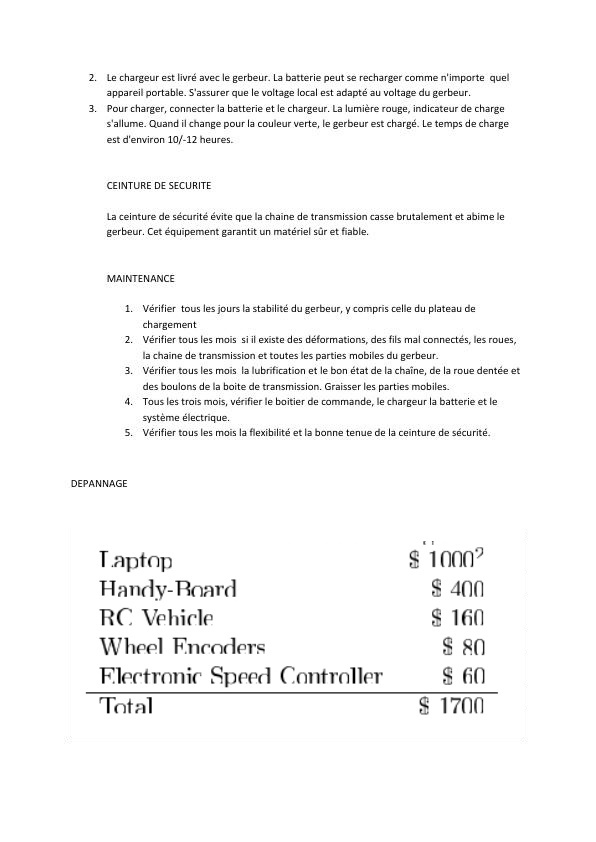 2. Le chargeur est livré avec le gerbeur. La batterie peut se recharger comme n'importe quel
appareil portable. S'assurer que le voltage local est adapté au voltage du gerbeur.
3. Pour charger, connecter la batterie et le chargeur. La lumière rouge, indicateur de charge
s'allume. Quand il change pour la couleur verte, le gerbeur est chargé. Le temps de charge
est d'environ 10/-12 heures.
CEINTURE DE SECURITE
La ceinture de sécurité évite que la chaine de transmission casse brutalement et abime le
gerbeur. Cet équipement garantit un matériel sûr et fiable.
MAINTENANCE
1. Vérifier tous les jours la stabilité du gerbeur, y compris celle du plateau de
chargement
2. Vérifier tous les mois si il existe des déformations, des fils mal connectés, les roues,
la chaine de transmission et toutes les parties mobiles du gerbeur.
3. Vérifier tous les mois la lubrification et le bon état de la chaîne, de la roue dentée et
des boulons de la boite de transmission. Graisser les parties mobiles.
4. Tous les trois mois, vérifier le boitier de commande, le chargeur la batterie et le
système électrique.
5. Vérifier tous les mois la flexibilité et la bonne tenue de la ceinture de sécurité.
DEPANNAGE
Laptop $ 1000²
Handy-Board $ 400
RC Vehicle $ 160
Wheel Encoders $ 80
Electronic Speed Controller $ 60
Total $ 1700